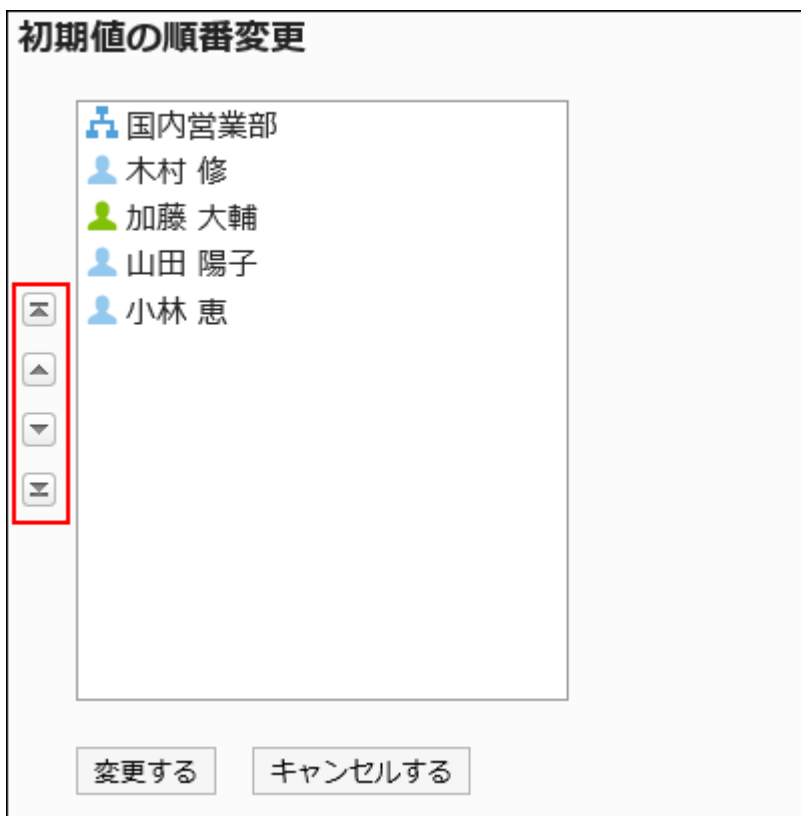 初期値の順番変更
国内営業部
木村 修
加藤 大輔
山田 陽子
小林 恵
変更する キャンセルする